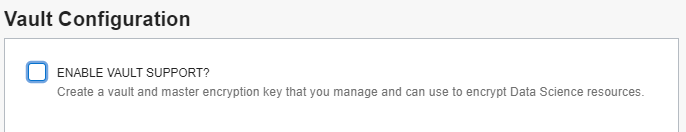 Vault Configuration
ENABLE VAULT SUPPORT?
Create a vault and master encryption key that you manage and can use to encrypt Data Science resources.